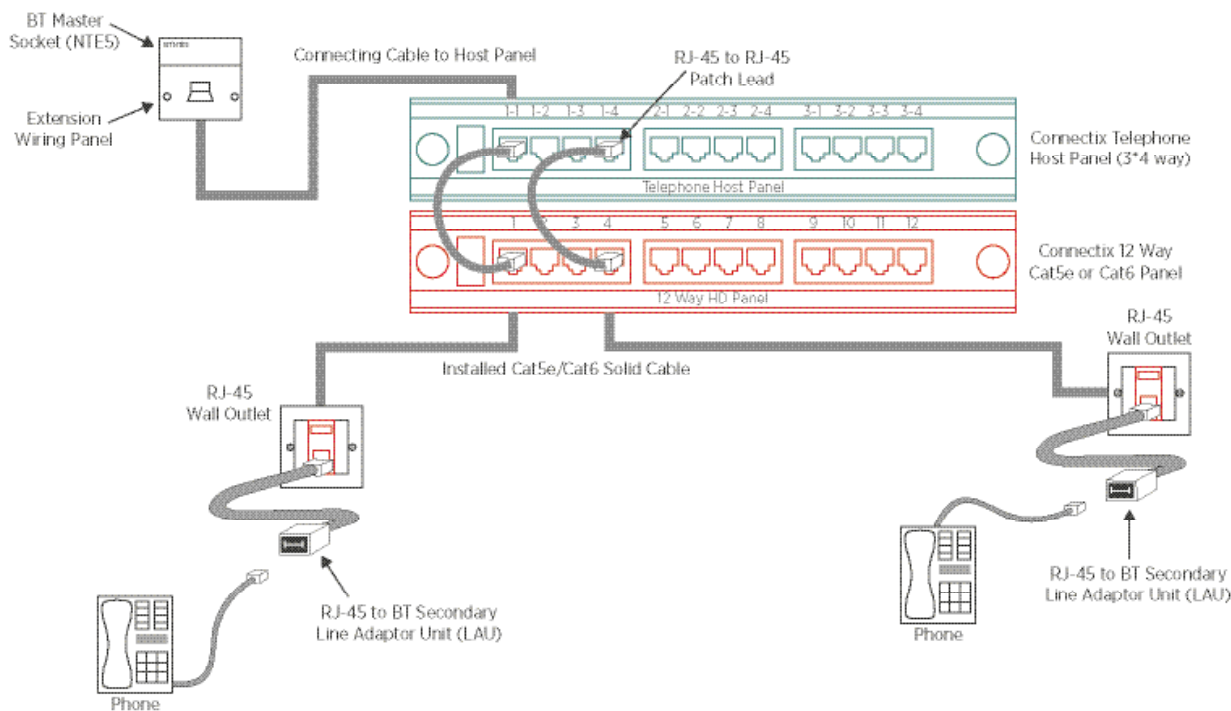 BT Master
Socket (NTE5)
Extension
Wiring Panel
Connecting Cable to Host Panel
RJ-45 to RJ-45
Patch Lead
1-1 1-2 1-3 1-4 2-1 2-2 2-3 2-4 3-1 3-2 3-3 3-4
Telephone Host Panel
Connectix Telephone
Host Panel (3*4 way)
1 2 3 4 5 6 7 8 9 10 11 12
12 Way HD Panel
Connectix 12 Way
Cat5e or Cat6 Panel
Installed Cat5e/Cat6 Solid Cable
RJ-45
Wall Outlet
RJ-45
Wall Outlet
RJ-45 to BT Secondary
Line Adaptor Unit (LAU)
Phone
RJ-45 to BT Secondary
Line Adaptor Unit (LAU)
Phone